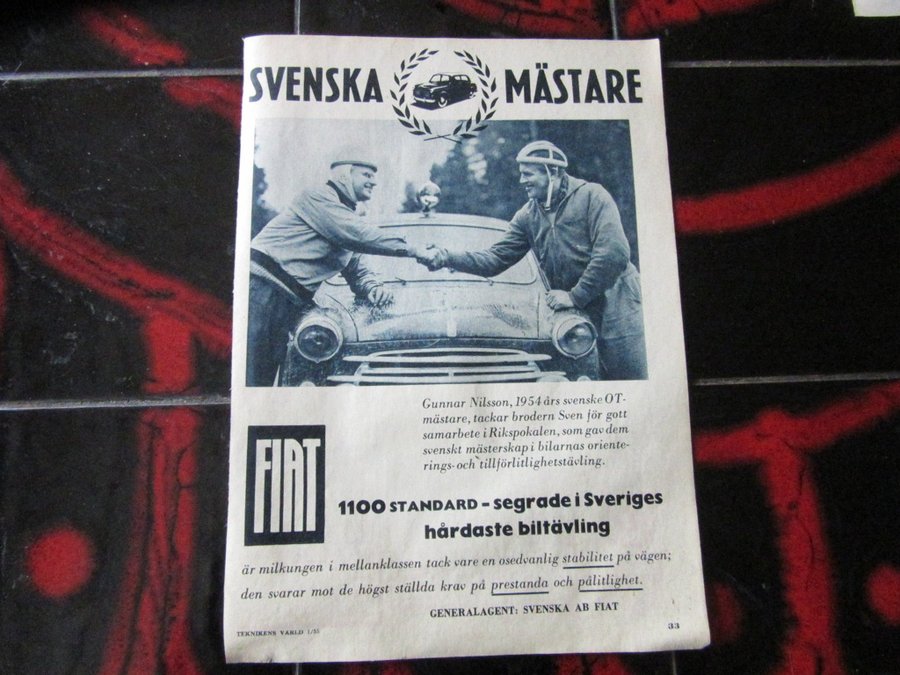 SVENSKA MÄSTARE
Gunnar Nilsson, 1954 års svenske OT-
mästare, tackar brodern Sven för gott
samarbete i Rikspokalen, som gav dem
svenskt mästerskap i bilarnas oriente-
rings- och tillförlitlighetstävling.
FIAT
1100 STANDARD – segrade i Sveriges
hårdaste biltävling
är milkungen i mellanklassen tack vare en osedvanlig stabilitet på vägen;
den svarar mot de högst ställda krav på prestanda och pålitlighet.
GENERALAGENT: SVENSKA AB FIAT
TEKNIKENS VÄRLD 1/55
33